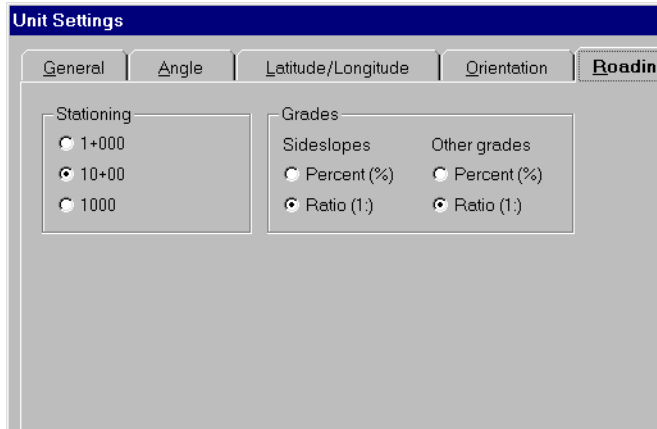 Unit Settings
General Angle Latitude/Longitude Orientation Roadin
Stationing Grades
1+000 Sideslopes Other grades
10+00 Percent (%) Percent (%)
1000 Ratio (1:) Ratio (1:)